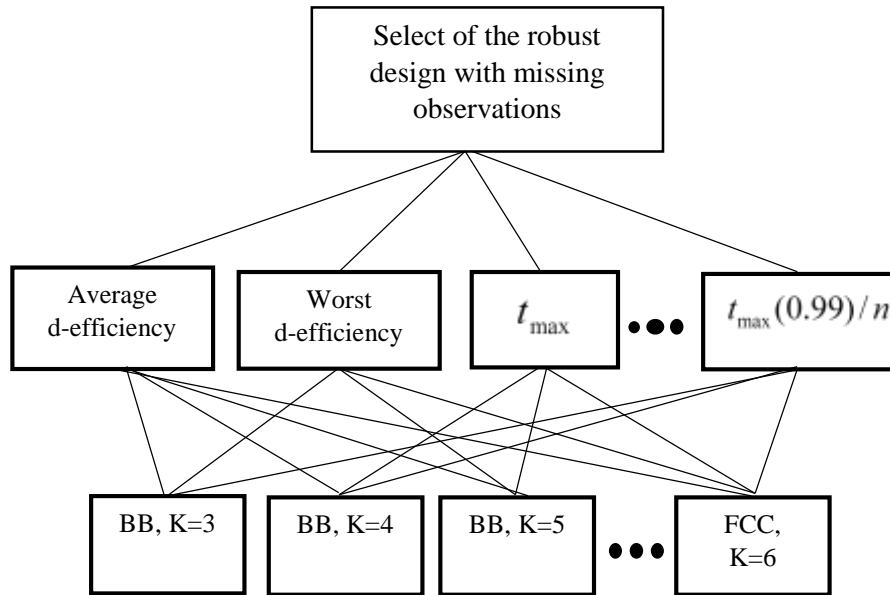 Select of the robust
design with missing
observations
Average
d-efficiency
Worst
d-efficiency
t_max
t_max(0.99)/n
BB, K=3
BB, K=4
BB, K=5
FCC,
K=6